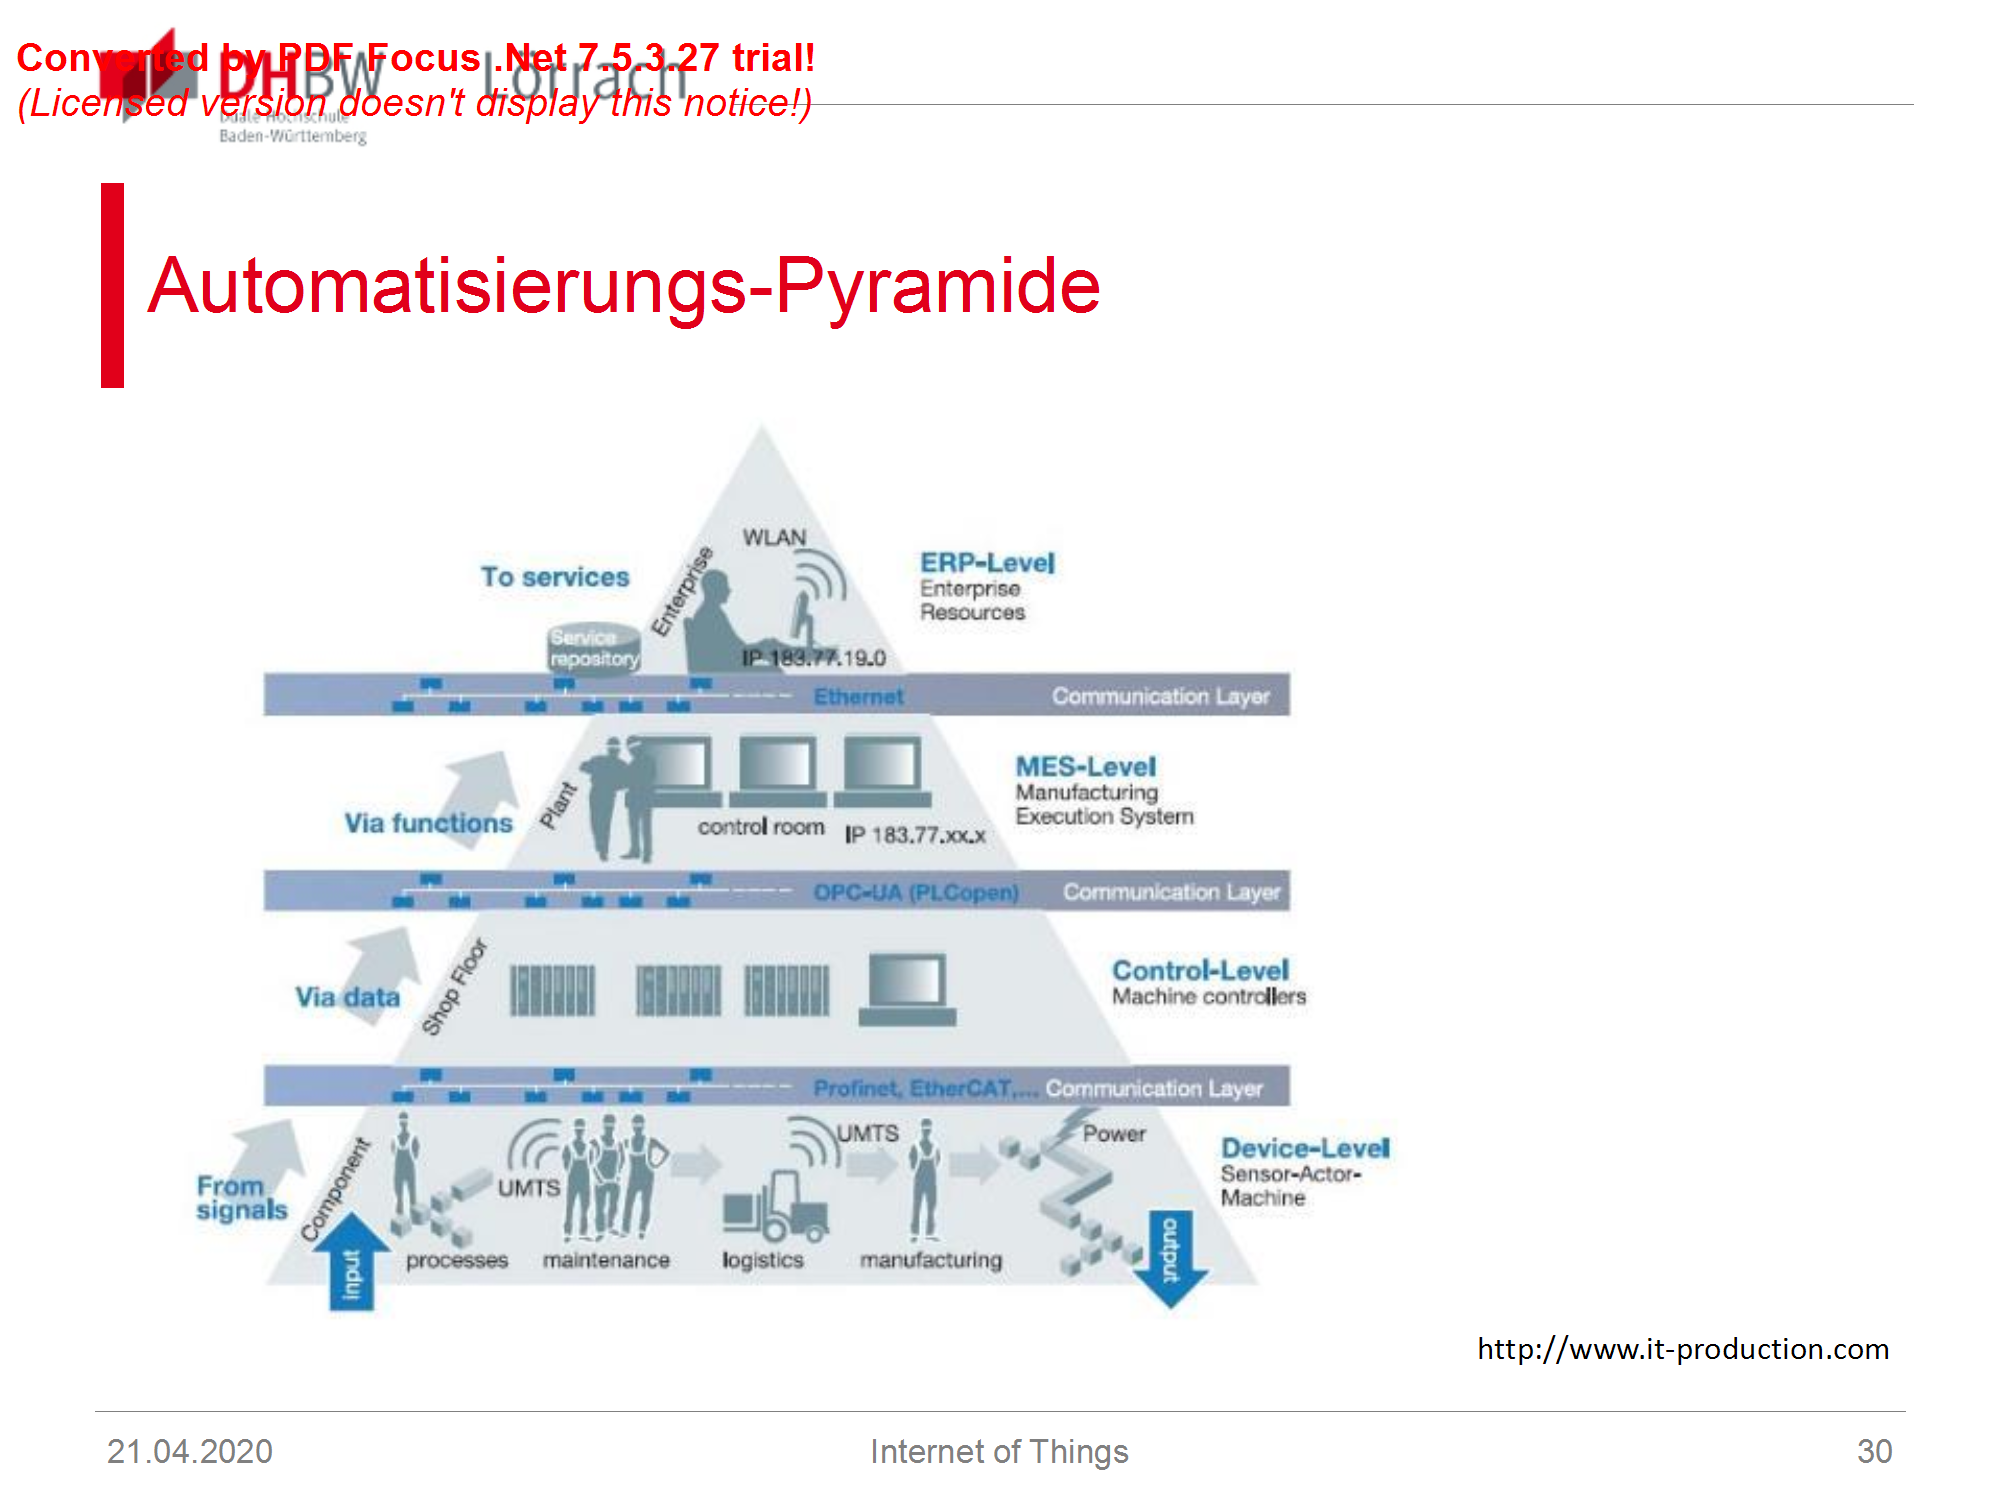 Converted by PDF Focus .Net 7.5.3.27 trial!
(Licensed version doesn't display this notice!)
DHBW Lörrach
Duale Hochschule
Baden-Württemberg
Automatisierungs-Pyramide
WLAN
To services
Enterprise
ERP-Level
Enterprise
Resources
Service
repository
IP 183.77.19.0
Ethernet
Communication Layer
Via functions
Plant
control room
IP 183.77.xx.x
MES-Level
Manufacturing
Execution System
OPC-UA (PLCopen)
Communication Layer
Via data
Shop Floor
Control-Level
Machine controllers
Profinet, EtherCAT,...
Communication Layer
From
signals
Component
UMTS
UMTS
Power
Device-Level
Sensor-Actor-
Machine
input
processes
maintenance
logistics
manufacturing
output
http://www.it-production.com
21.04.2020
Internet of Things
30